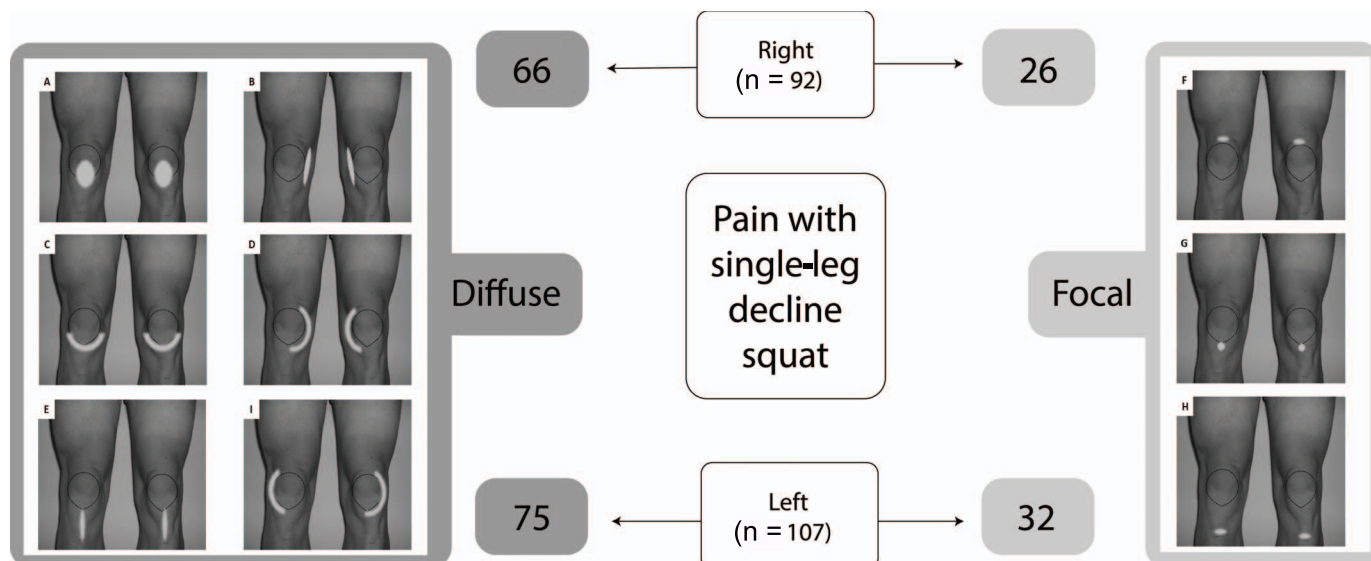 A
B
C
D
E
I
Diffuse
66
75
Right
(n = 92)
Pain with
single-leg
decline
squat
Left
(n = 107)
26
32
Focal
F
G
H